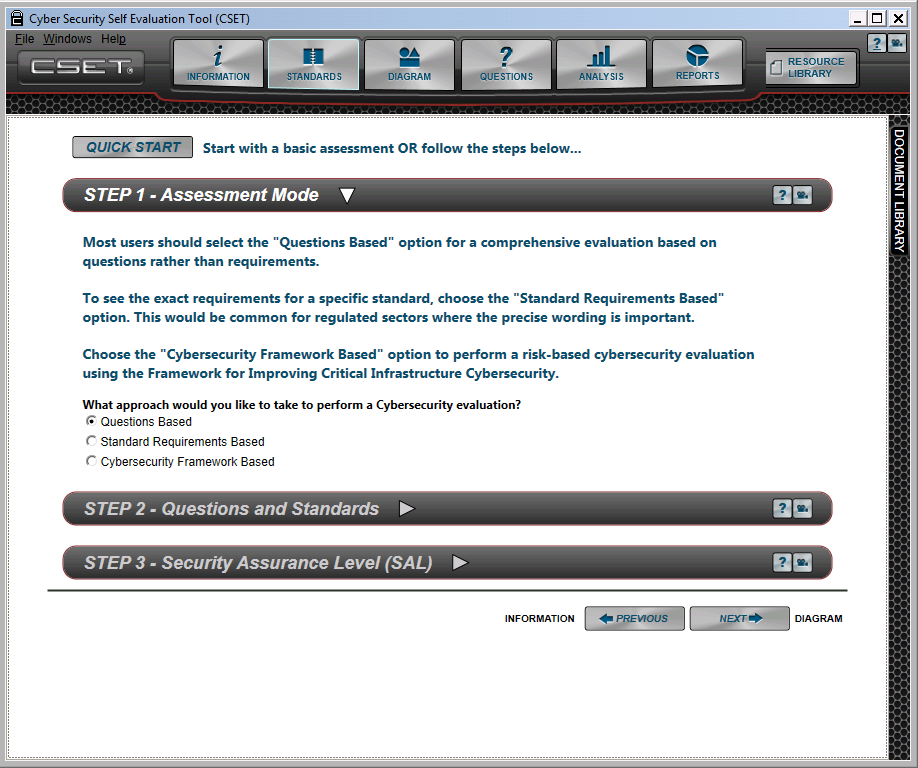 Cyber Security Self Evaluation Tool (CSET)
File Windows Help
CSET
INFORMATION
STANDARDS
DIAGRAM
QUESTIONS
ANALYSIS
REPORTS
RESOURCE
LIBRARY
DOCUMENT LIBRARY
QUICK START Start with a basic assessment OR follow the steps below...
STEP 1 - Assessment Mode
Most users should select the "Questions Based" option for a comprehensive evaluation based on
questions rather than requirements.
To see the exact requirements for a specific standard, choose the "Standard Requirements Based"
option. This would be common for regulated sectors where the precise wording is important.
Choose the "Cybersecurity Framework Based" option to perform a risk-based cybersecurity evaluation
using the Framework for Improving Critical Infrastructure Cybersecurity.
What approach would you like to take to perform a Cybersecurity evaluation?
Questions Based
Standard Requirements Based
Cybersecurity Framework Based
STEP 2 - Questions and Standards
STEP 3 - Security Assurance Level (SAL)
INFORMATION PREVIOUS NEXT DIAGRAM